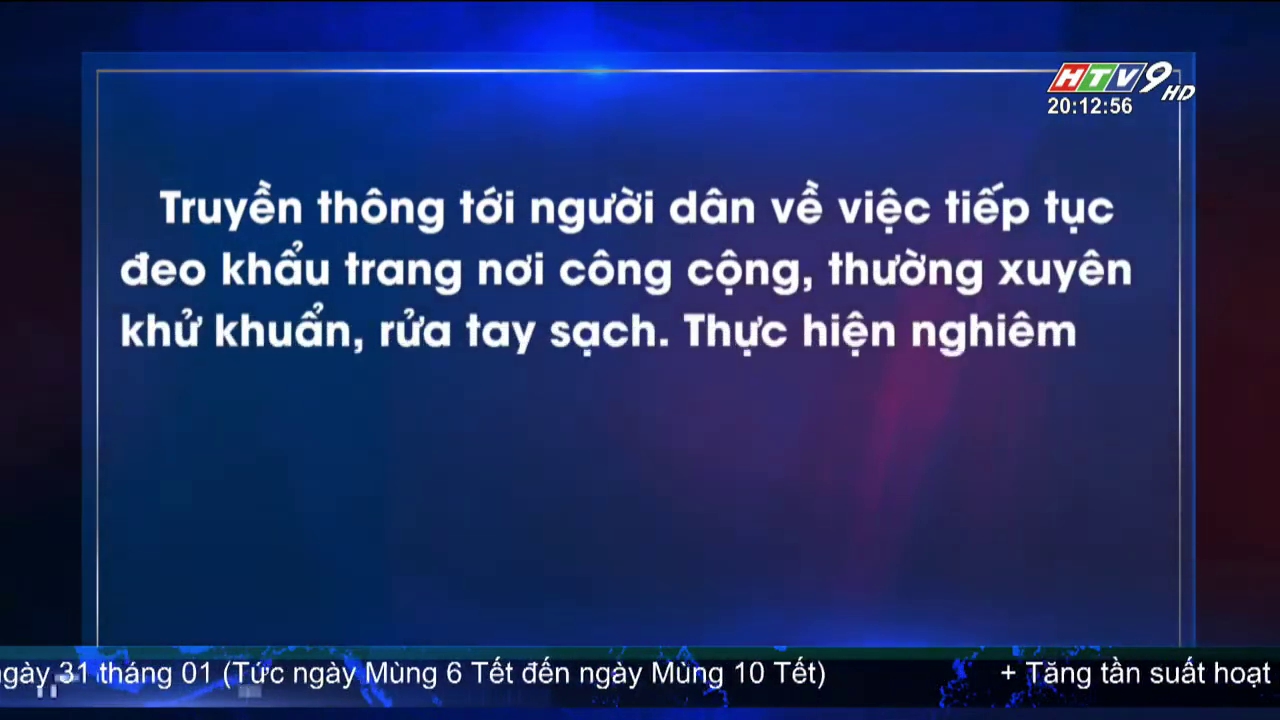 HTV9 HD
20:12:56
Truyền thông tới người dân về việc tiếp tục
đeo khẩu trang nơi công cộng, thường xuyên
khử khuẩn, rửa tay sạch. Thực hiện nghiêm
ngày 31 tháng 01 (Tức ngày Mùng 6 Tết đến ngày Mùng 10 Tết) + Tăng tần suất hoạt